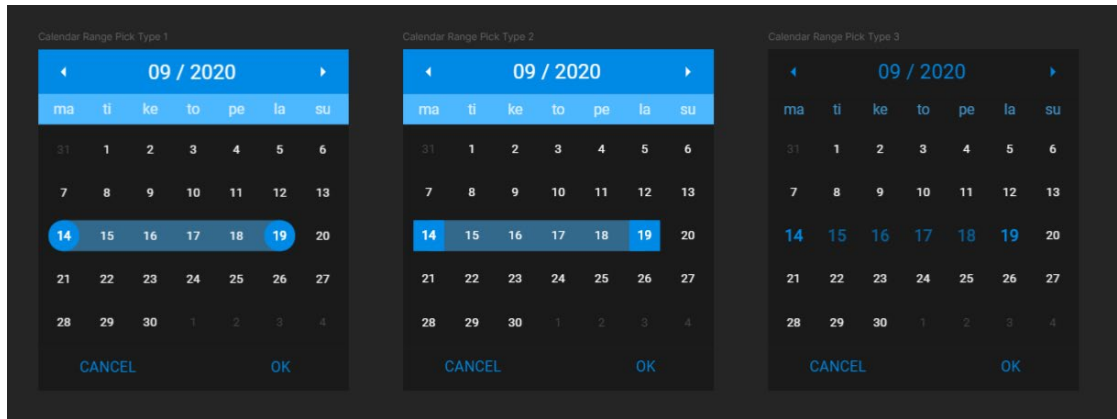 Calendar Range Pick Type 1
09 / 2020
ma ti ke to pe la su
31 1 2 3 4 5 6
7 8 9 10 11 12 13
14 15 16 17 18 19 20
21 22 23 24 25 26 27
28 29 30 1 2 3 4
CANCEL OK
Calendar Range Pick Type 2
09 / 2020
ma ti ke to pe la su
31 1 2 3 4 5 6
7 8 9 10 11 12 13
14 15 16 17 18 19 20
21 22 23 24 25 26 27
28 29 30 1 2 3 4
CANCEL OK
Calendar Range Pick Type 3
09 / 2020
ma ti ke to pe la su
31 1 2 3 4 5 6
7 8 9 10 11 12 13
14 15 16 17 18 19 20
21 22 23 24 25 26 27
28 29 30 1 2 3 4
CANCEL OK